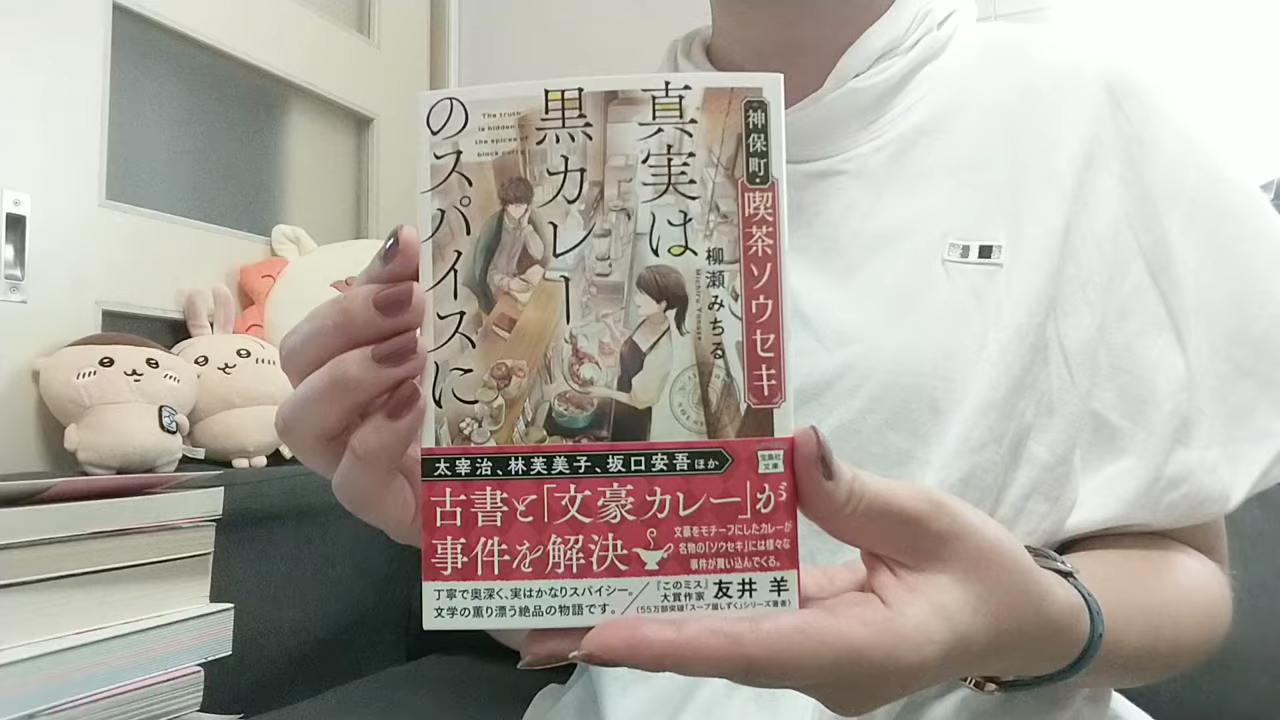 神保町・喫茶ソウセキ
真実は
黒カレー
のスパイスに
柳瀬みちる
Michiru Yanase
The truth
is hidden in
the spices of
black curry
太宰治、林芙美子、坂口安吾ほか
宝島社
文庫
古書と「文豪カレー」が
事件を解決
文豪をモチーフにしたカレーが
名物の「ソウセキ」には様々な
事件が舞い込んでくる。
丁寧で奥深く、実はかなりスパイシー。
文学の薫り漂う絶品の物語です。
『このミス』
大賞作家 友井 羊
(55万部突破「スープ屋しずく」シリーズ著者)